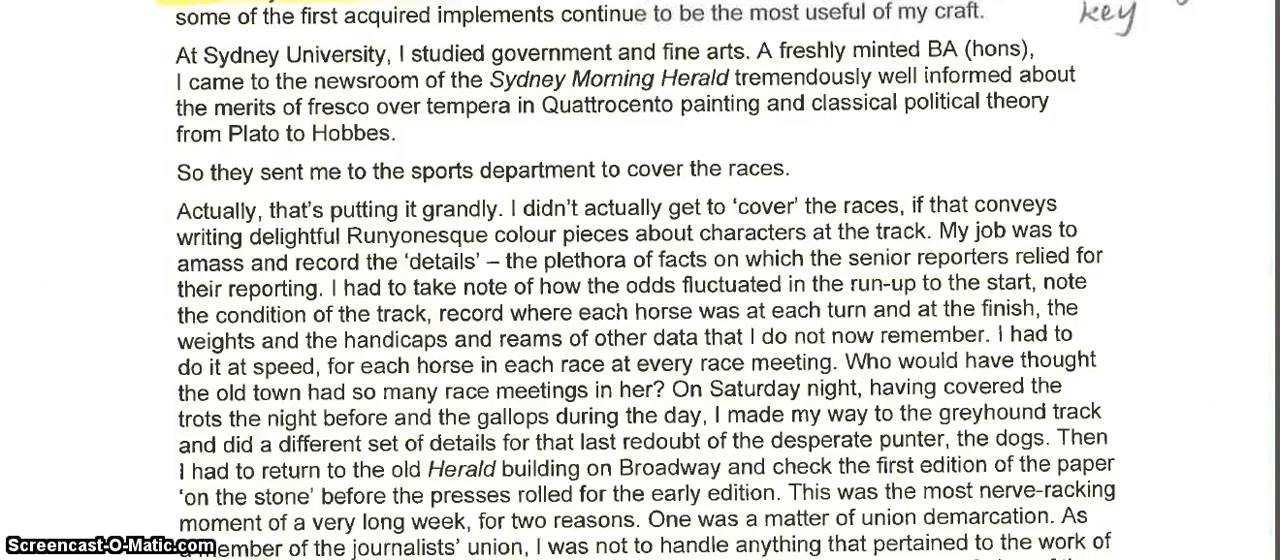 some of the first acquired implements continue to be the most useful of my craft.
key
At Sydney University, I studied government and fine arts. A freshly minted BA (hons),
I came to the newsroom of the Sydney Morning Herald tremendously well informed about
the merits of fresco over tempera in Quattrocento painting and classical political theory
from Plato to Hobbes.
So they sent me to the sports department to cover the races.
Actually, that's putting it grandly. I didn't actually get to 'cover' the races, if that conveys
writing delightful Runyonesque colour pieces about characters at the track. My job was to
amass and record the 'details' – the plethora of facts on which the senior reporters relied for
their reporting. I had to take note of how the odds fluctuated in the run-up to the start, note
the condition of the track, record where each horse was at each turn and at the finish, the
weights and the handicaps and reams of other data that I do not now remember. I had to
do it at speed, for each horse in each race at every race meeting. Who would have thought
the old town had so many race meetings in her? On Saturday night, having covered the
trots the night before and the gallops during the day, I made my way to the greyhound track
and did a different set of details for that last redoubt of the desperate punter, the dogs. Then
I had to return to the old Herald building on Broadway and check the first edition of the paper
'on the stone' before the presses rolled for the early edition. This was the most nerve-racking
moment of a very long week, for two reasons. One was a matter of union demarcation. As
member of the journalists' union, I was not to handle anything that pertained to the work of
Screencast-O-Matic.com